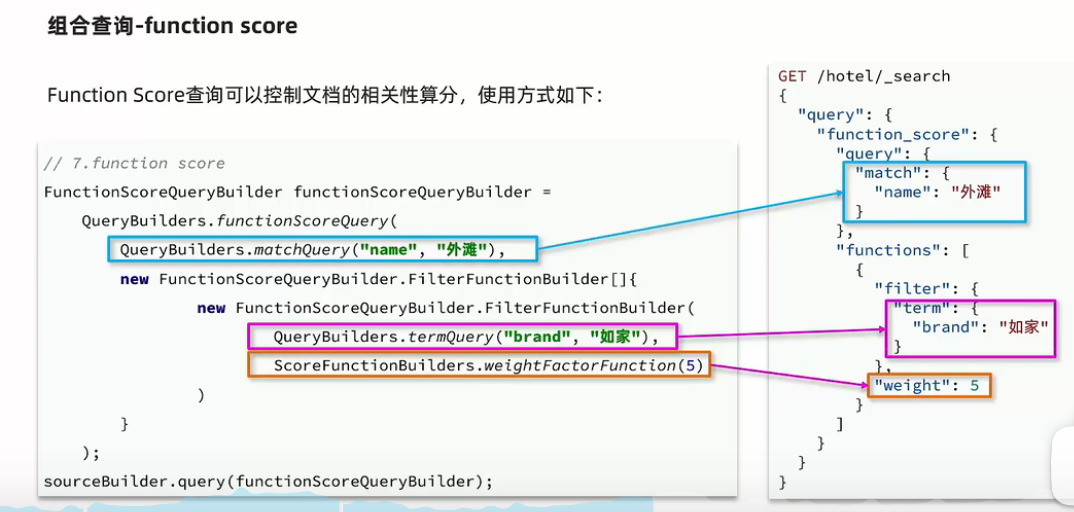 组合查询-function score
Function Score查询可以控制文档的相关性算分，使用方式如下：
// 7.function score
FunctionScoreQueryBuilder functionScoreQueryBuilder =
    QueryBuilders.functionScoreQuery(
        QueryBuilders.matchQuery("name", "外滩"),
        new FunctionScoreQueryBuilder.FilterFunctionBuilder[]{
                new FunctionScoreQueryBuilder.FilterFunctionBuilder(
                        QueryBuilders.termQuery("brand", "如家"),
                        ScoreFunctionBuilders.weightFactorFunction(5)
                )
        }
    );
sourceBuilder.query(functionScoreQueryBuilder);
GET /hotel/_search
{
  "query": {
    "function_score": {
      "query": {
        "match": {
          "name": "外滩"
        }
      },
      "functions": [
        {
          "filter": {
            "term": {
              "brand": "如家"
            }
          },
          "weight": 5
        }
      ]
    }
  }
}